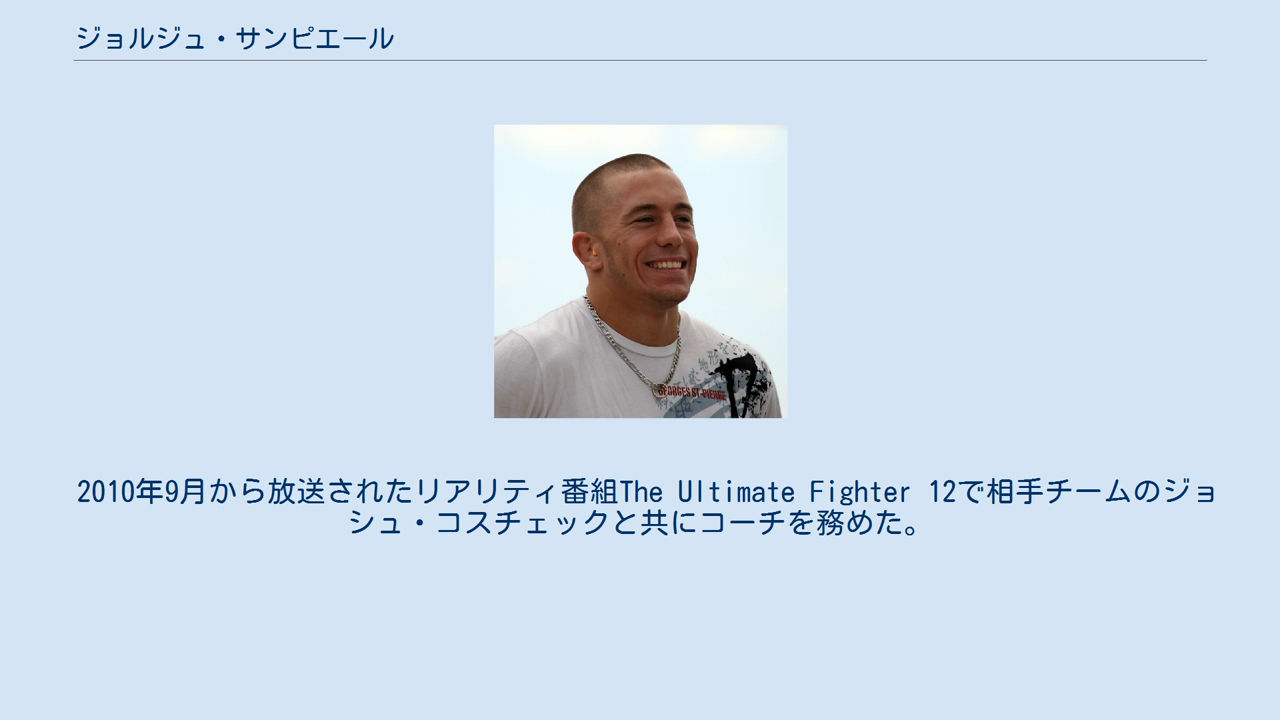 ジョルジュ・サンピエール
GEORGES ST-PIERRE
2010年9月から放送されたリアリティ番組The Ultimate Fighter 12で相手チームのジョ
シュ・コスチェックと共にコーチを務めた。